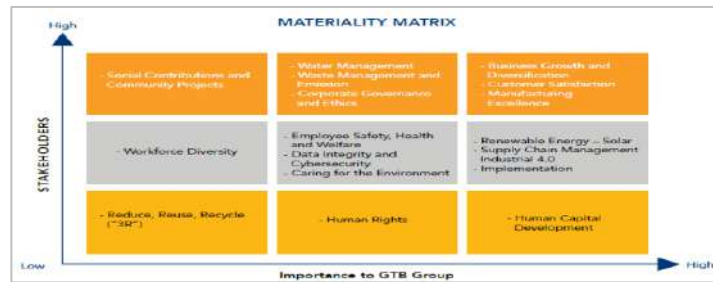 MATERIALITY MATRIX
High
STAKEHOLDERS
- Social Contributions and
Community Projects
- Water Management
- Waste Management and
Emission
- Corporate Governance
and Ethics
- Business Growth and
Diversification
- Customer Satisfaction
- Manufacturing
Excellence
- Workforce Diversity
- Employee Safety, Health
and Welfare
- Data Integrity and
Cybersecurity
- Caring for the Environment
- Renewable Energy – Solar
- Supply Chain Management
Industrial 4.0
- Implementation
- Reduce, Reuse, Recycle
("3R")
- Human Rights
- Human Capital
Development
Low
Importance to GTB Group
High